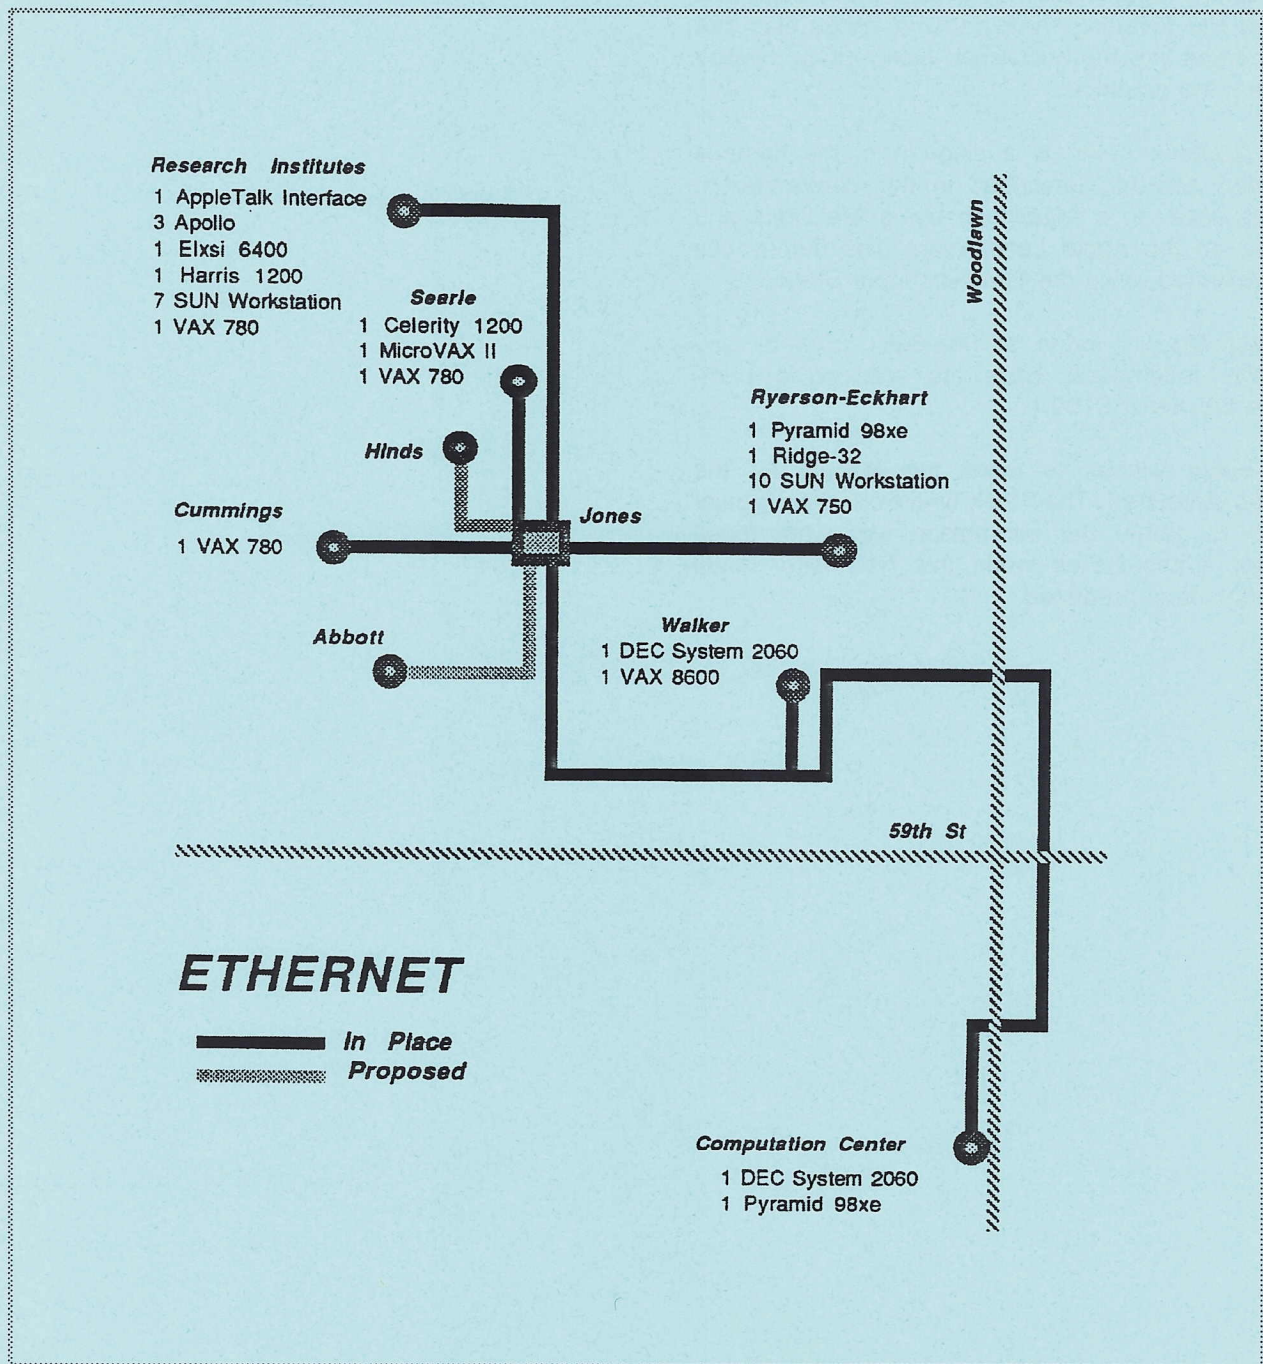 Research Institutes
1 AppleTalk Interface
3 Apollo
1 Elxsi 6400
1 Harris 1200
7 SUN Workstation
1 VAX 780
Woodlawn
Searle
1 Celerity 1200
1 MicroVAX II
1 VAX 780
Ryerson-Eckhart
1 Pyramid 98xe
1 Ridge-32
10 SUN Workstation
1 VAX 750
Hinds
Cummings
1 VAX 780
Jones
Abbott
Walker
1 DEC System 2060
1 VAX 8600
59th St
ETHERNET
In Place
Proposed
Computation Center
1 DEC System 2060
1 Pyramid 98xe